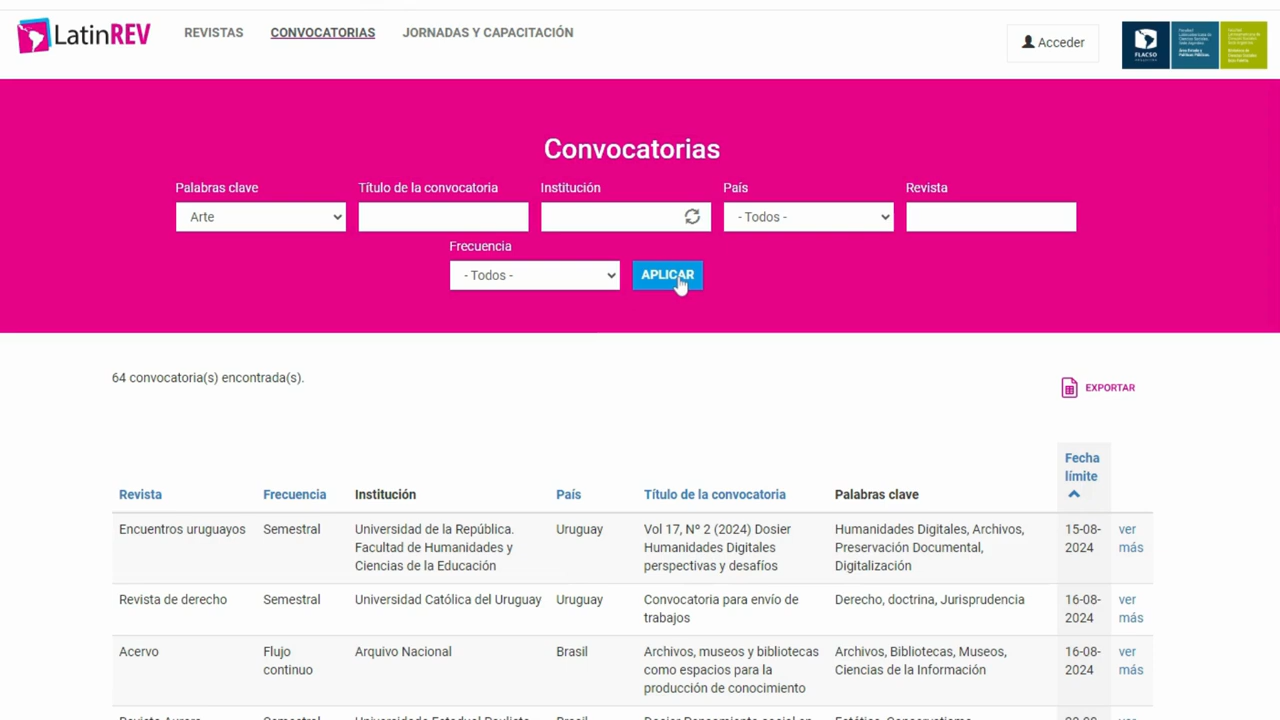 LatinREV REVISTAS CONVOCATORIAS JORNADAS Y CAPACITACIÓN Acceder
FLACSO
Convocatorias
Palabras clave Título de la convocatoria Institución País Revista
Arte - Todos -
Frecuencia
- Todos - APLICAR
64 convocatoria(s) encontrada(s).
EXPORTAR
Revista Frecuencia Institución País Título de la convocatoria Palabras clave Fecha límite
Encuentros uruguayos Semestral Universidad de la República. Uruguay Vol 17, Nº 2 (2024) Dosier Humanidades Digitales, Archivos, 15-08- ver
Facultad de Humanidades y Humanidades Digitales Preservación Documental, 2024 más
Ciencias de la Educación perspectivas y desafíos Digitalización
Revista de derecho Semestral Universidad Católica del Uruguay Uruguay Convocatoria para envío de Derecho, doctrina, Jurisprudencia 16-08- ver
trabajos 2024 más
Acervo Flujo Arquivo Nacional Brasil Archivos, museos y bibliotecas Archivos, Bibliotecas, Museos, 16-08- ver
continuo como espacios para la Ciencias de la Información 2024 más
producción de conocimiento